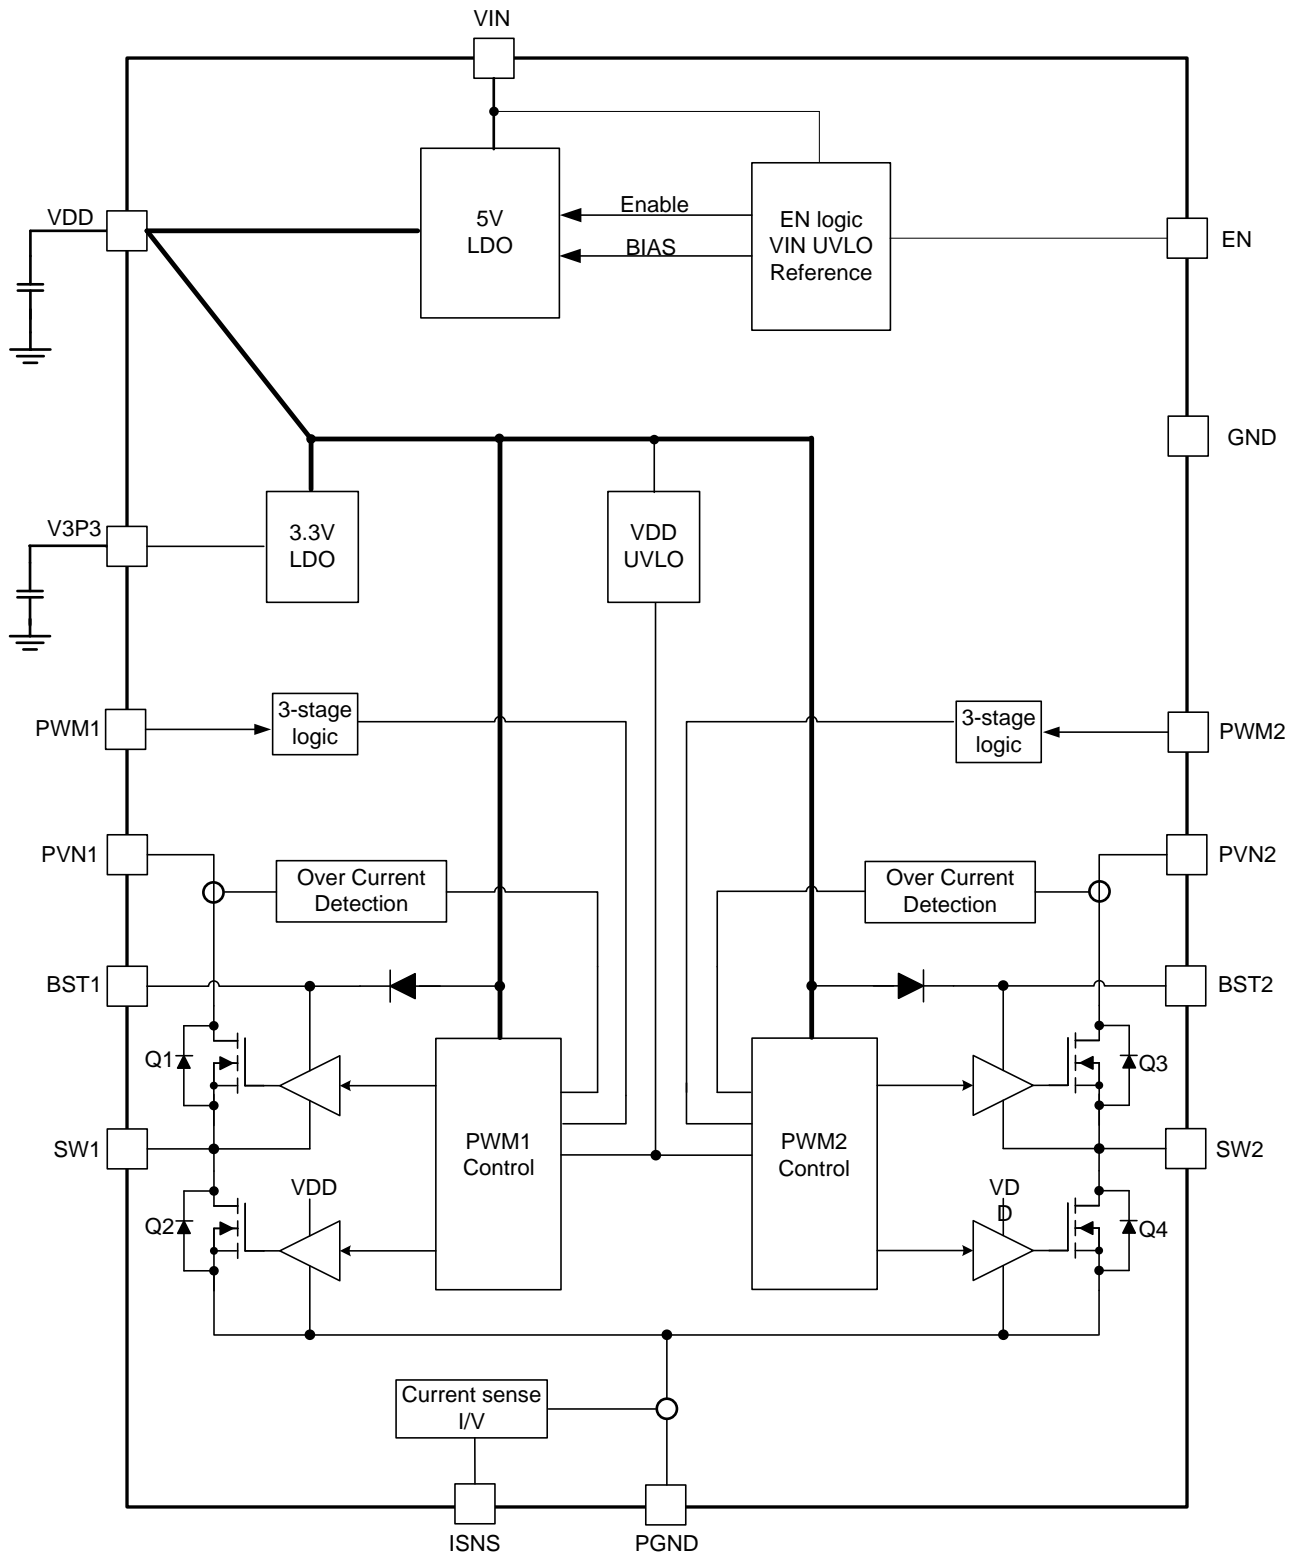 VIN
VDD
5V
LDO
Enable
BIAS
EN logic
VIN UVLO
Reference
EN
GND
V3P3
3.3V
LDO
VDD
UVLO
PWM1
3-stage
logic
3-stage
logic
PWM2
PVN1
Over Current
Detection
Over Current
Detection
PVN2
BST1
BST2
Q1
Q3
SW1
PWM1
Control
PWM2
Control
SW2
VDD
VD
D
Q2
Q4
Current sense
I/V
ISNS
PGND